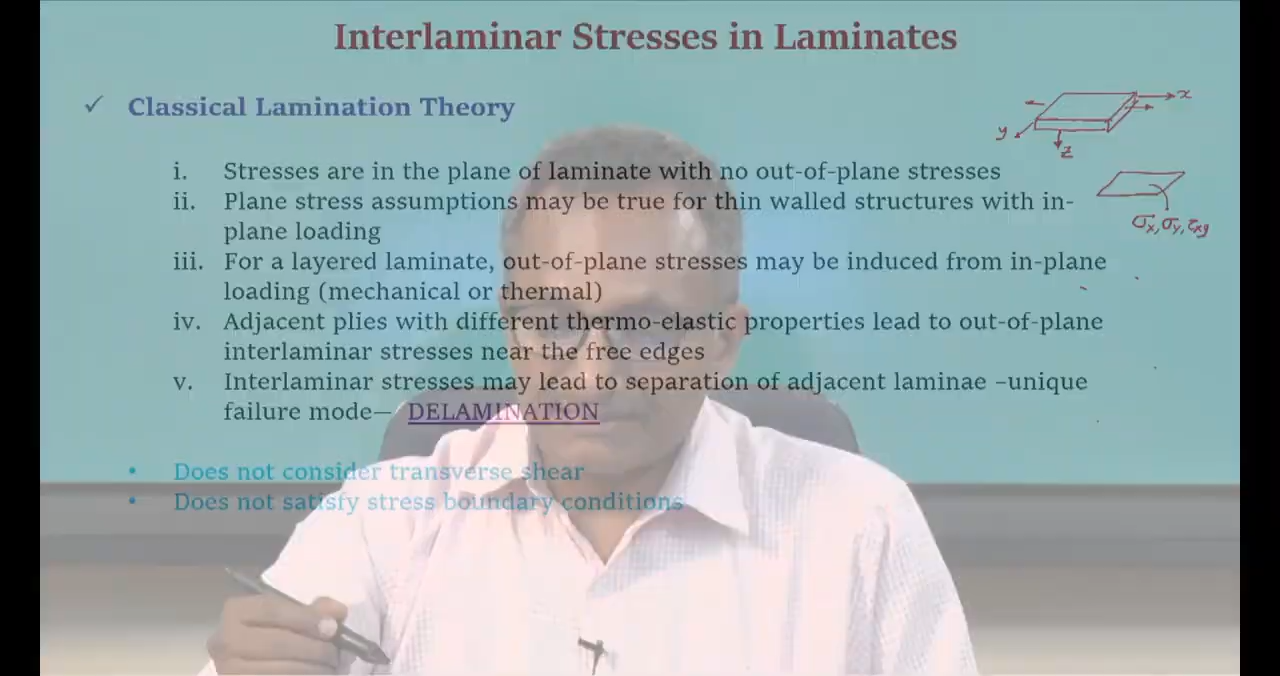 Interlaminar Stresses in Laminates
✓ Classical Lamination Theory
x
y
z
i. Stresses are in the plane of laminate with no out-of-plane stresses
ii. Plane stress assumptions may be true for thin walled structures with in-
plane loading
σx, σy, τxy
iii. For a layered laminate, out-of-plane stresses may be induced from in-plane
loading (mechanical or thermal)
iv. Adjacent plies with different thermo-elastic properties lead to out-of-plane
interlaminar stresses near the free edges
v. Interlaminar stresses may lead to separation of adjacent laminae –unique
failure mode— DELAMINATION
• Does not consider transverse shear
• Does not satisfy stress boundary conditions